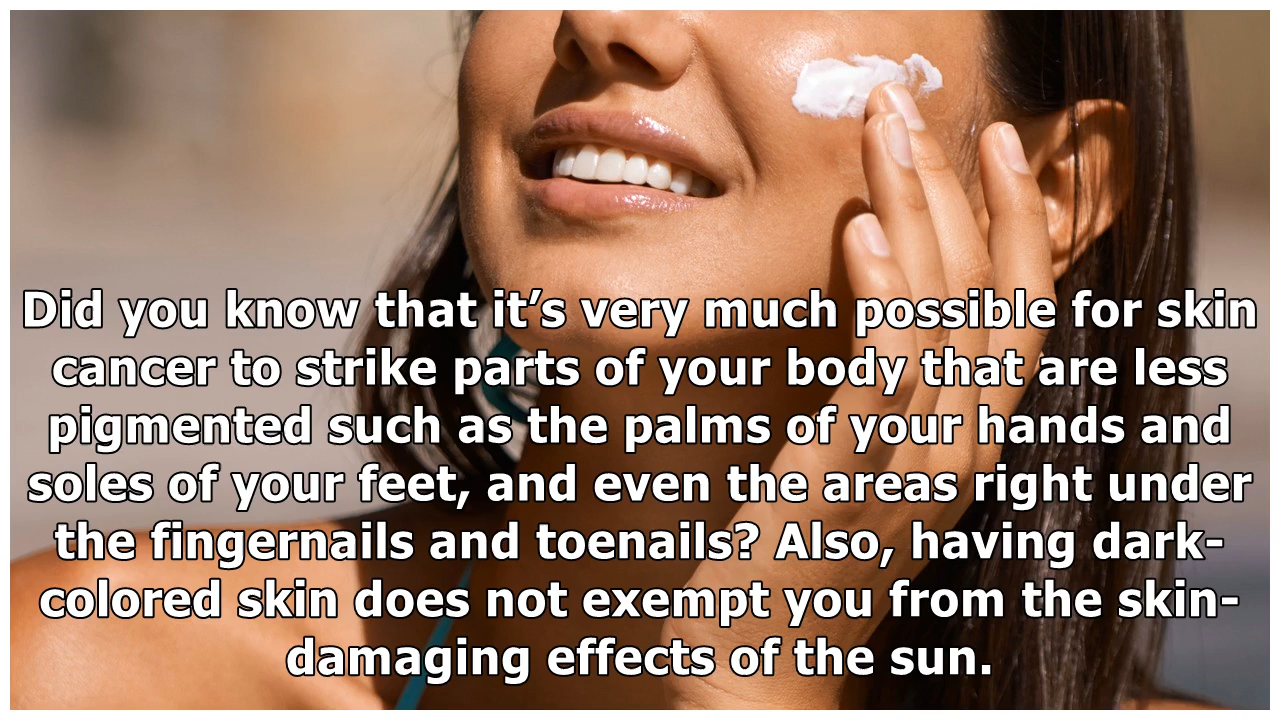 Did you know that it’s very much possible for skin
cancer to strike parts of your body that are less
pigmented such as the palms of your hands and
soles of your feet, and even the areas right under
the fingernails and toenails? Also, having dark-
colored skin does not exempt you from the skin-
damaging effects of the sun.